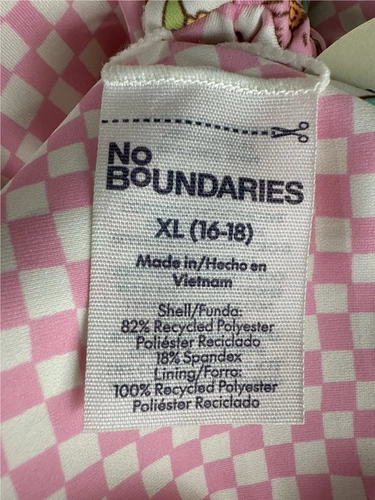 No
BoUNDARIES
XL (16-18)
Made in/Hecho en
Vietnam
Shell/Funda:
82% Recycled Polyester
Poliéster Reciclado
18% Spandex
Lining/Forro:
100% Recycled Polyester
Poliéster Reciclado